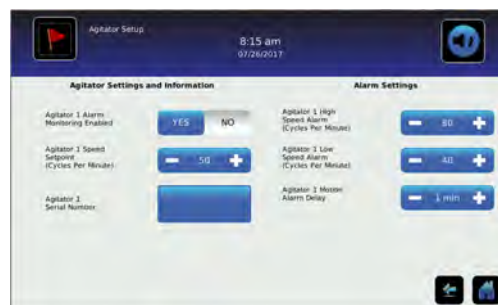 Agitator Setup
8:15 am
07/26/2017
Agitator Settings and Information
Alarm Settings
Agitator 1 Alarm
Monitoring Enabled
YES
NO
Agitator 1 Speed
Setpoint
(Cycles Per Minute)
50
Agitator 1
Serial Number
Agitator 1 High
Speed Alarm
(Cycles Per Minute)
80
Agitator 1 Low
Speed Alarm
(Cycles Per Minute)
40
Agitator 1 Motion
Alarm Delay
1 min